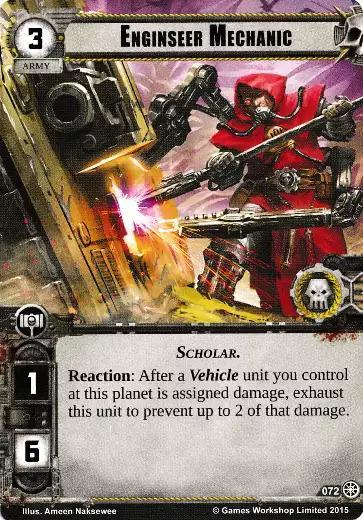 3
ENGINSEER MECHANIC
ARMY
SCHOLAR.
Reaction: After a Vehicle unit you control
at this planet is assigned damage, exhaust
this unit to prevent up to 2 of that damage.
1
6
072
Illus. Ameen Naksewee
© Games Workshop Limited 2015